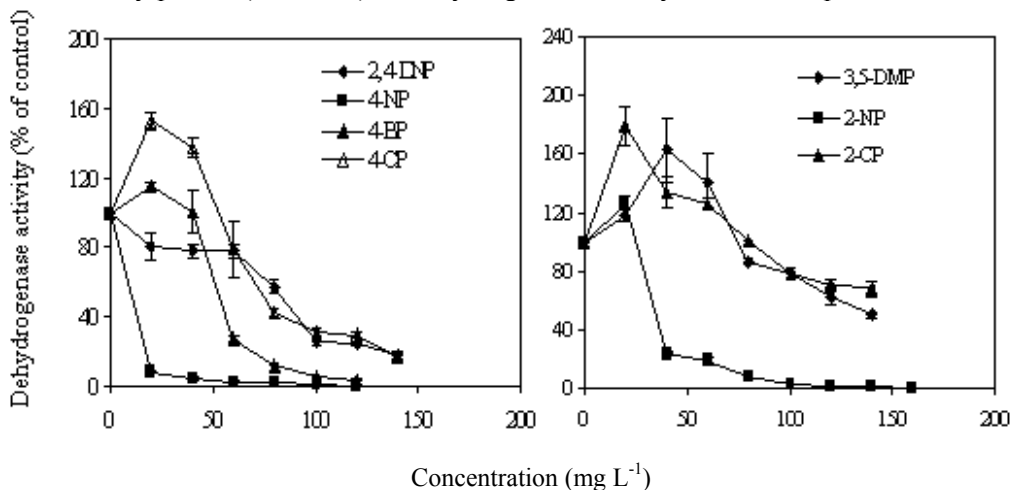 Dehydrogenase activity (% of control)
200
160
120
80
40
0
0 50 100 150 200
2,4-DNP
4-NP
4-BP
4-CP
240
200
160
120
80
40
0
0 50 100 150 200
3,5-DMP
2-NP
2-CP
Concentration (mg L⁻¹)